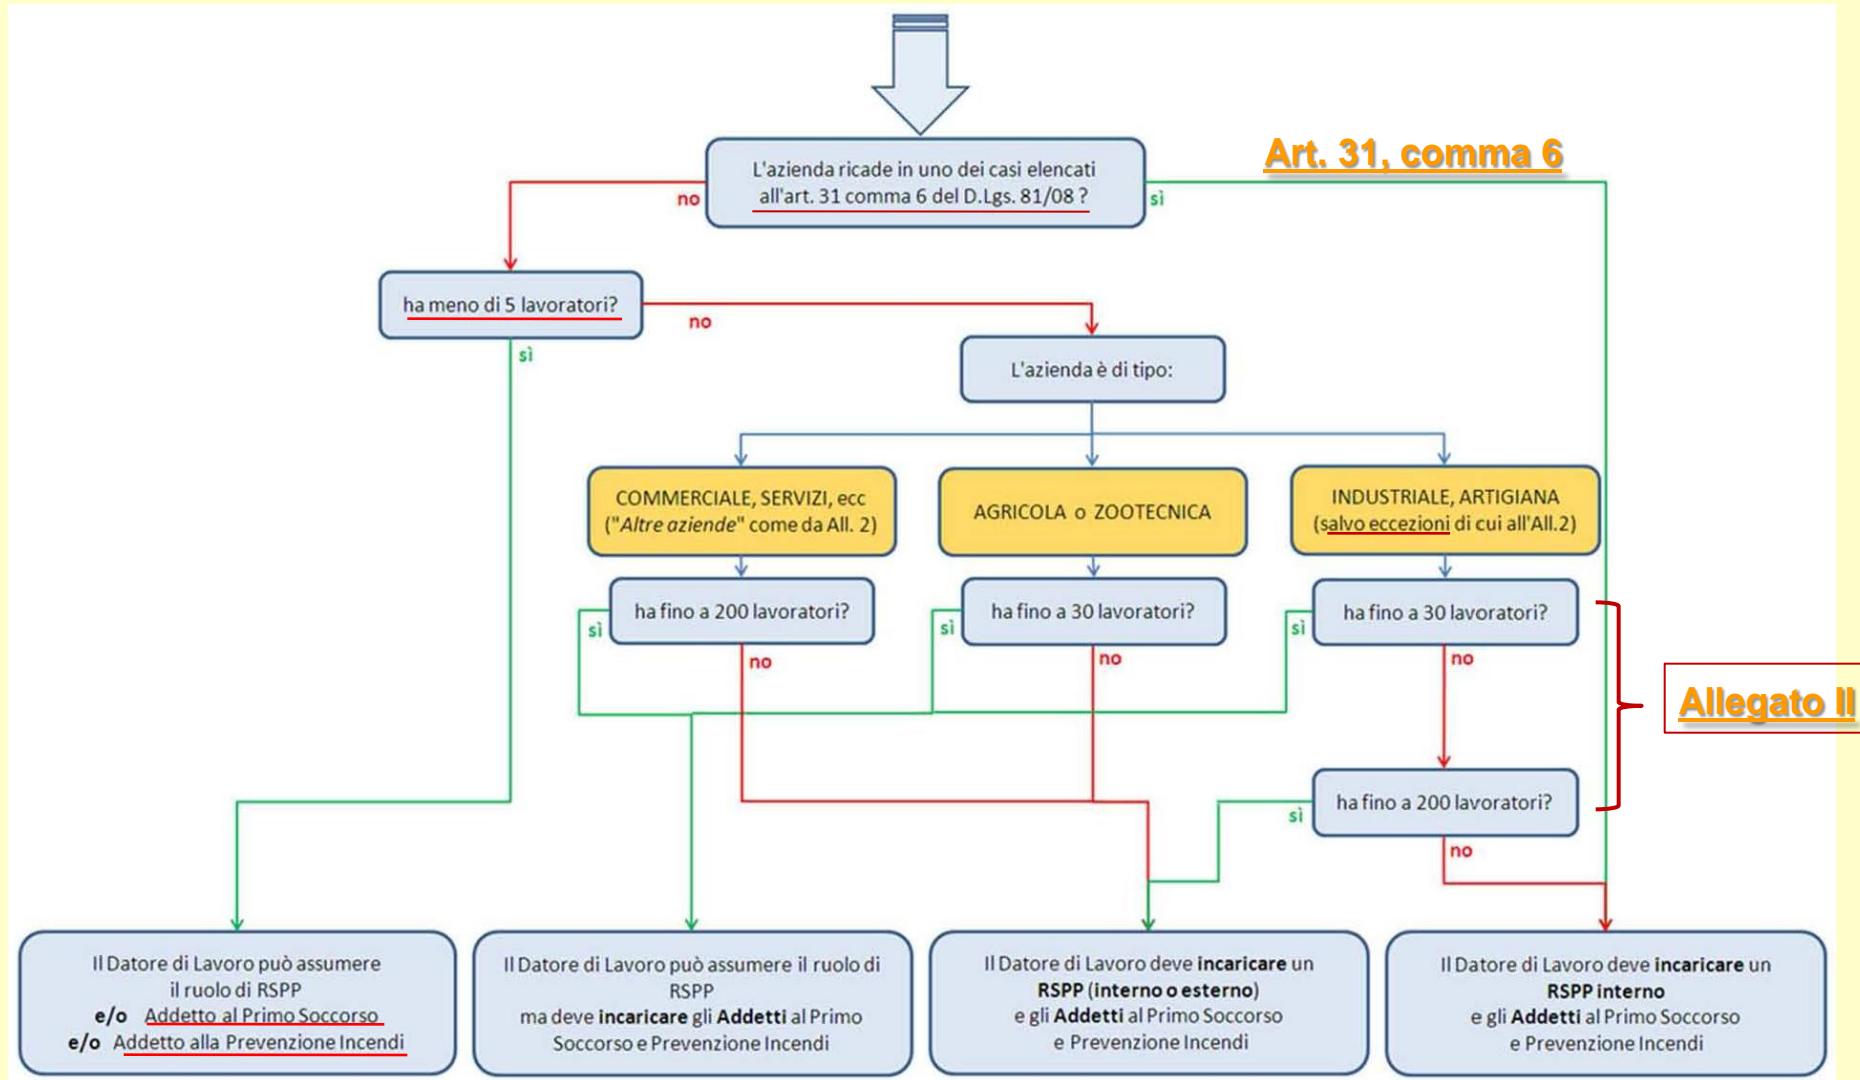 Art. 31, comma 6
L'azienda ricade in uno dei casi elencati
all'art. 31 comma 6 del D.Lgs. 81/08 ?
no
sì
ha meno di 5 lavoratori?
no
sì
L'azienda è di tipo:
COMMERCIALE, SERVIZI, ecc
("Altre aziende" come da All. 2)
AGRICOLA o ZOOTECNICA
INDUSTRIALE, ARTIGIANA
(salvo eccezioni di cui all'All.2)
ha fino a 200 lavoratori?
sì
no
ha fino a 30 lavoratori?
sì
no
ha fino a 30 lavoratori?
sì
no
Allegato II
ha fino a 200 lavoratori?
sì
no
Il Datore di Lavoro può assumere
il ruolo di RSPP
e/o Addetto al Primo Soccorso
e/o Addetto alla Prevenzione Incendi
Il Datore di Lavoro può assumere il ruolo di
RSPP
ma deve incaricare gli Addetti al Primo
Soccorso e Prevenzione Incendi
Il Datore di Lavoro deve incaricare un
RSPP (interno o esterno)
e gli Addetti al Primo Soccorso
e Prevenzione Incendi
Il Datore di Lavoro deve incaricare un
RSPP interno
e gli Addetti al Primo Soccorso
e Prevenzione Incendi